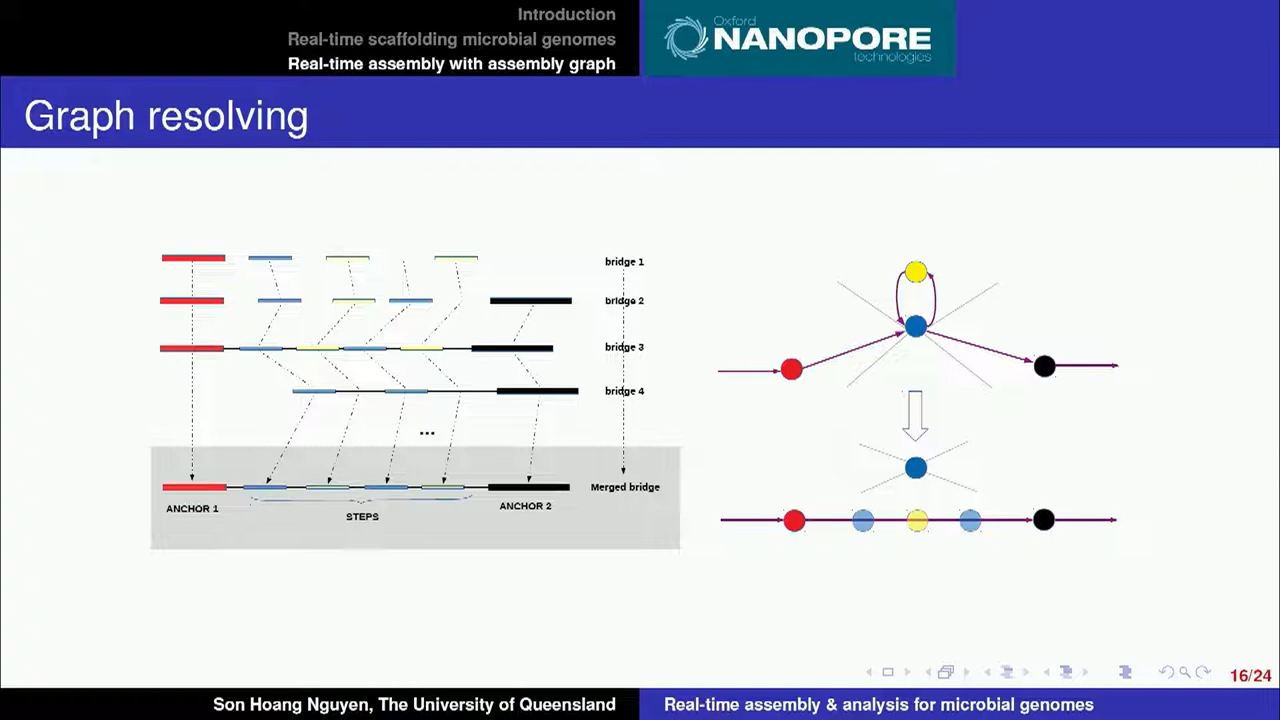 Introduction
Real-time scaffolding microbial genomes
Real-time assembly with assembly graph
Oxford
NANOPORE
technologies
Graph resolving
bridge 1
bridge 2
bridge 3
bridge 4
...
Merged bridge
ANCHOR 1
STEPS
ANCHOR 2
16/24
Son Hoang Nguyen, The University of Queensland
Real-time assembly & analysis for microbial genomes